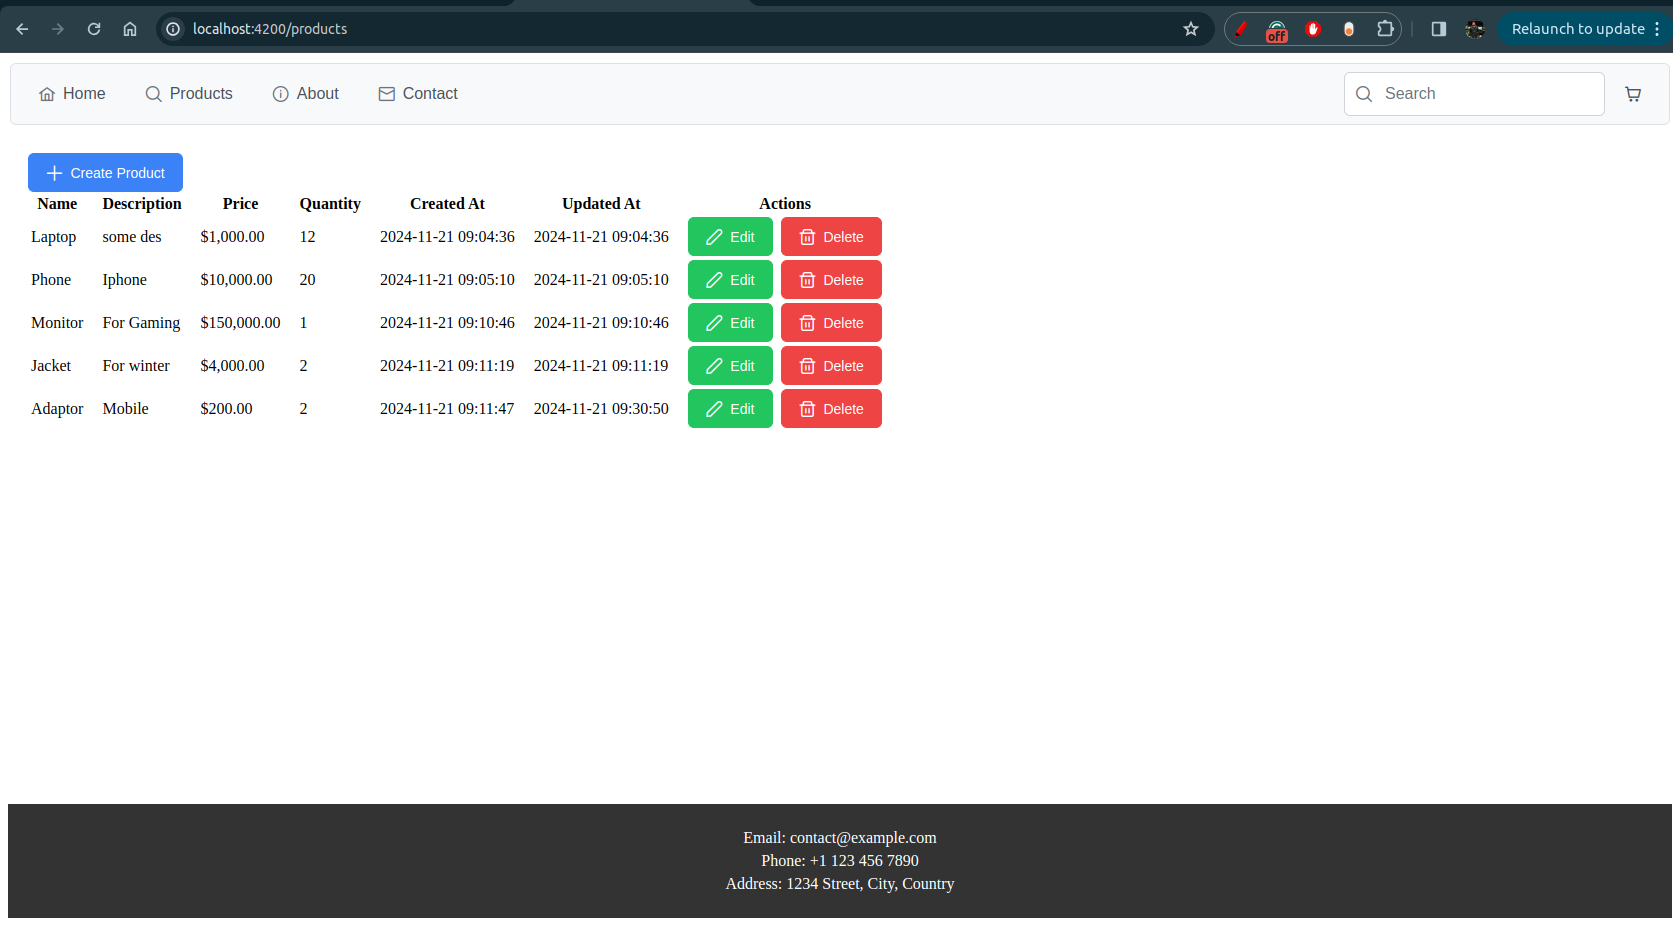 localhost:4200/products
off
Relaunch to update
Home Products About Contact Search
Create Product
Name Description Price Quantity Created At Updated At Actions
Laptop some des $1,000.00 12 2024-11-21 09:04:36 2024-11-21 09:04:36 Edit Delete
Phone Iphone $10,000.00 20 2024-11-21 09:05:10 2024-11-21 09:05:10 Edit Delete
Monitor For Gaming $150,000.00 1 2024-11-21 09:10:46 2024-11-21 09:10:46 Edit Delete
Jacket For winter $4,000.00 2 2024-11-21 09:11:19 2024-11-21 09:11:19 Edit Delete
Adaptor Mobile $200.00 2 2024-11-21 09:11:47 2024-11-21 09:30:50 Edit Delete
Email: contact@example.com
Phone: +1 123 456 7890
Address: 1234 Street, City, Country